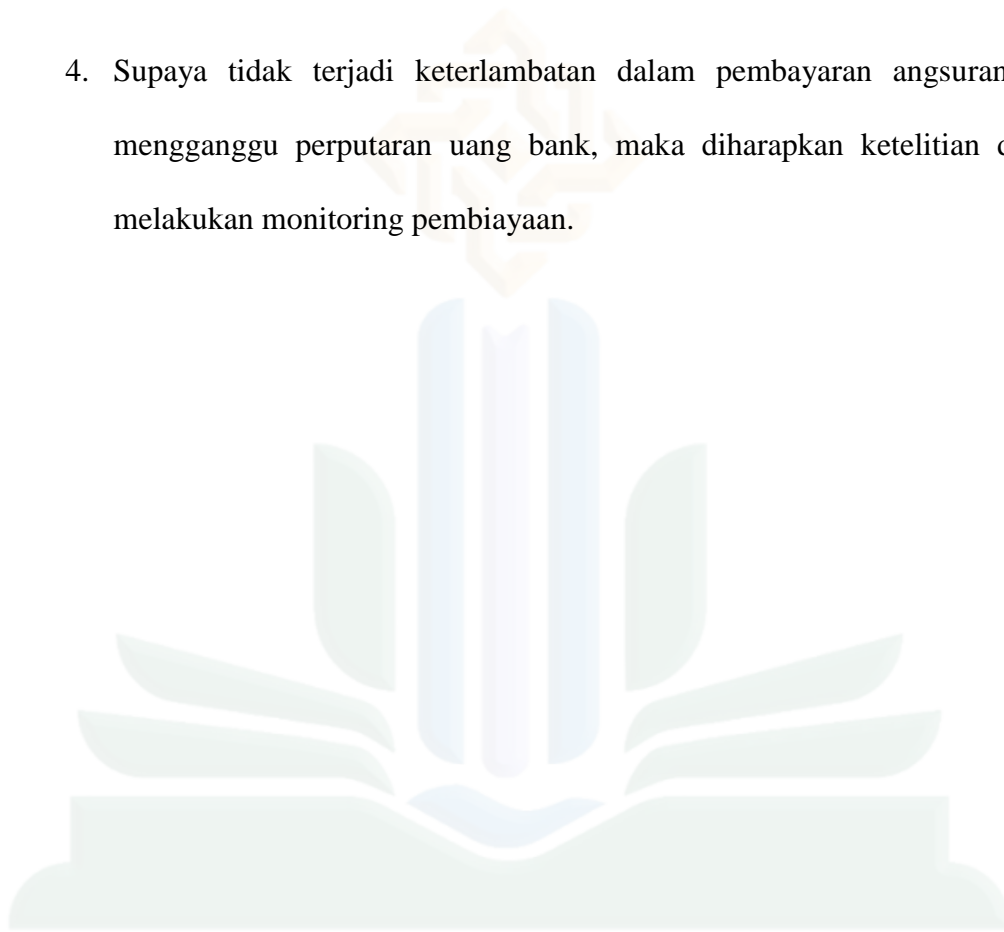 4. Supaya tidak terjadi keterlambatan dalam pembayaran angsuran
mengganggu perputaran uang bank, maka diharapkan ketelitian
melakukan monitoring pembiayaan.